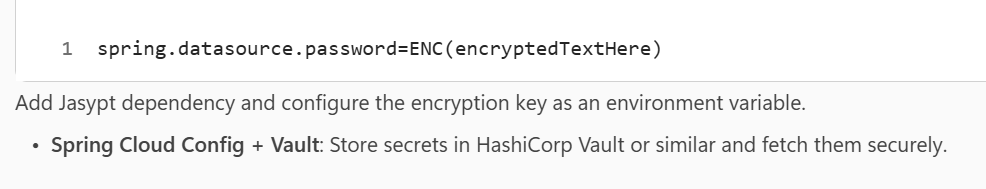 1 spring.datasource.password=ENC(encryptedTextHere)
Add Jasypt dependency and configure the encryption key as an environment variable.
• Spring Cloud Config + Vault: Store secrets in HashiCorp Vault or similar and fetch them securely.